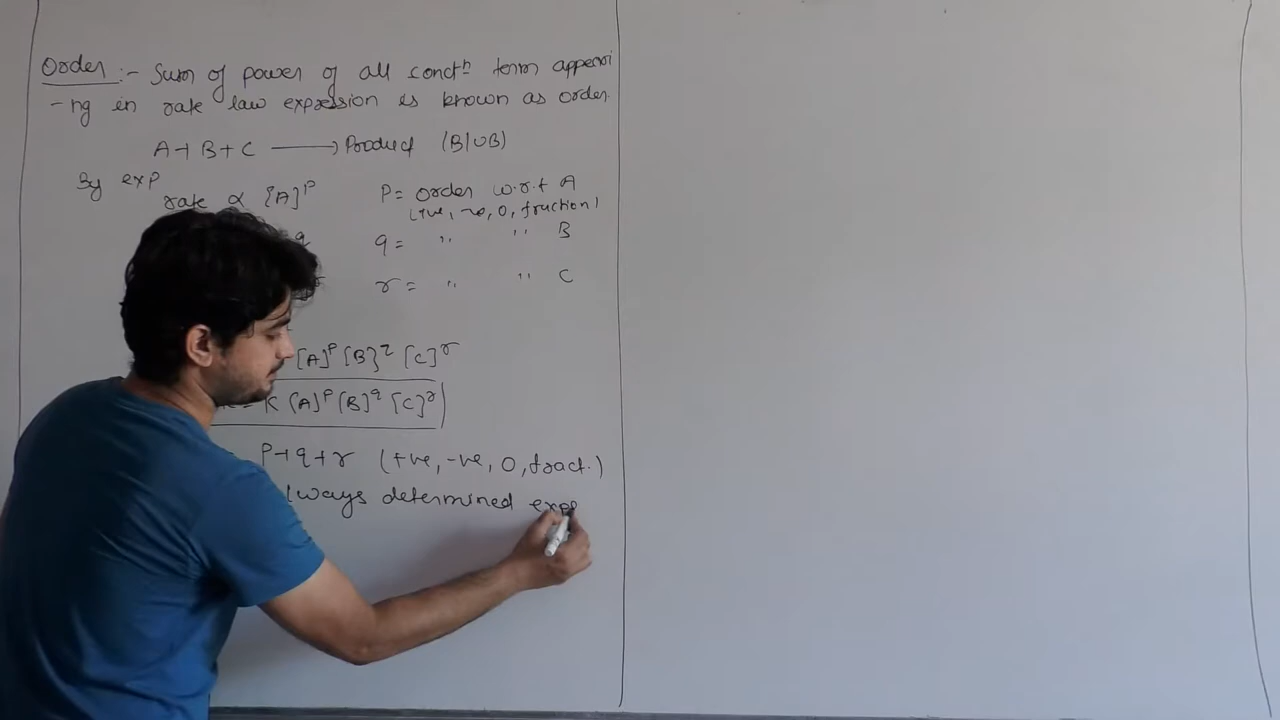 Order :- Sum of power of all concth term appeari
-ng in rate law expression is known as order.
A + B + C ⟶ Product (B/UB)
By exp
rate ∝ [A]^p
p = order w.r.t A
(+ve, -ve, 0, fraction)
q
q = " " B
r
r = " " C
[A]^p [B]^q [C]^r
K [A]^p [B]^q [C]^r
p+q+r (+ve, -ve, 0, fract.)
lways determined exp